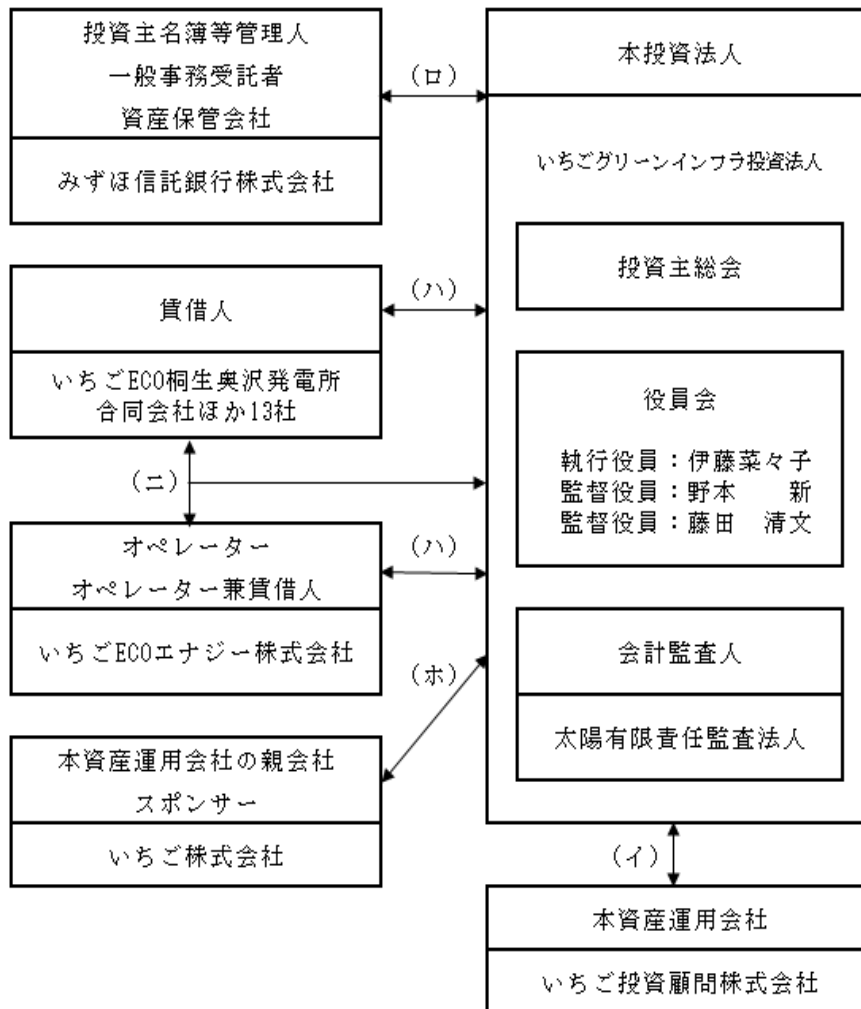 投資主名簿等管理人
一般事務受託者
資産保管会社
みずほ信託銀行株式会社
(ロ)
本投資法人
いちごグリーンインフラ投資法人
投資主総会
賃借人
いちごECO桐生奥沢発電所
合同会社ほか13社
(ハ)
役員会
執行役員:伊藤菜々子
監督役員:野本 新
監督役員:藤田 清文
(ニ)
オペレーター
オペレーター兼賃借人
いちごECOエナジー株式会社
(ハ)
会計監査人
太陽有限責任監査法人
(ホ)
本資産運用会社の親会社
スポンサー
いちご株式会社
(イ)
本資産運用会社
いちご投資顧問株式会社